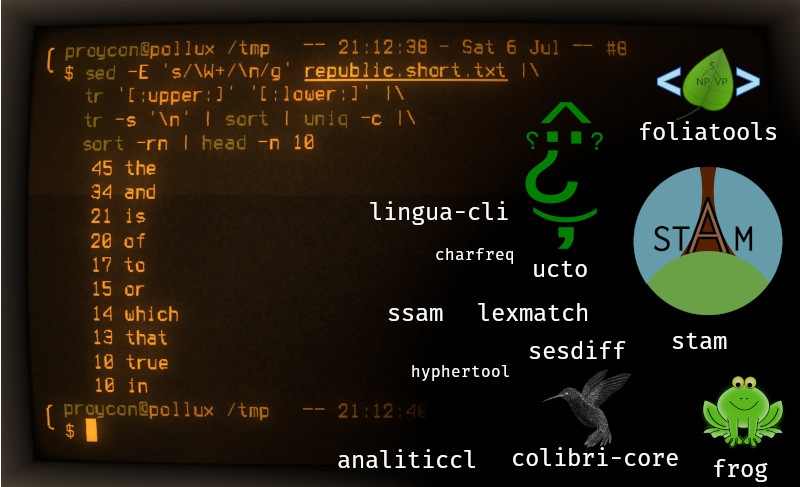 proycon@pollux /tmp -- 21:12:38 - Sat 6 Jul -- #0
$ sed -E 's/\W+/\n/g' republic.short.txt |\
tr '[:upper:]' '[:lower:]' |\
tr -s '\n' | sort | uniq -c |\
sort -rn | head -n 10
45 the
34 and
21 is
20 of
17 to
15 or
14 which
13 that
10 true
10 in
proycon@pollux /tmp -- 21:12:40
$
S
NP VP
foliatools
lingua-cli
charfreq
ucto
STAM
ssam
lexmatch
sesdiff
stam
hyphertool
analiticcl
colibri-core
frog